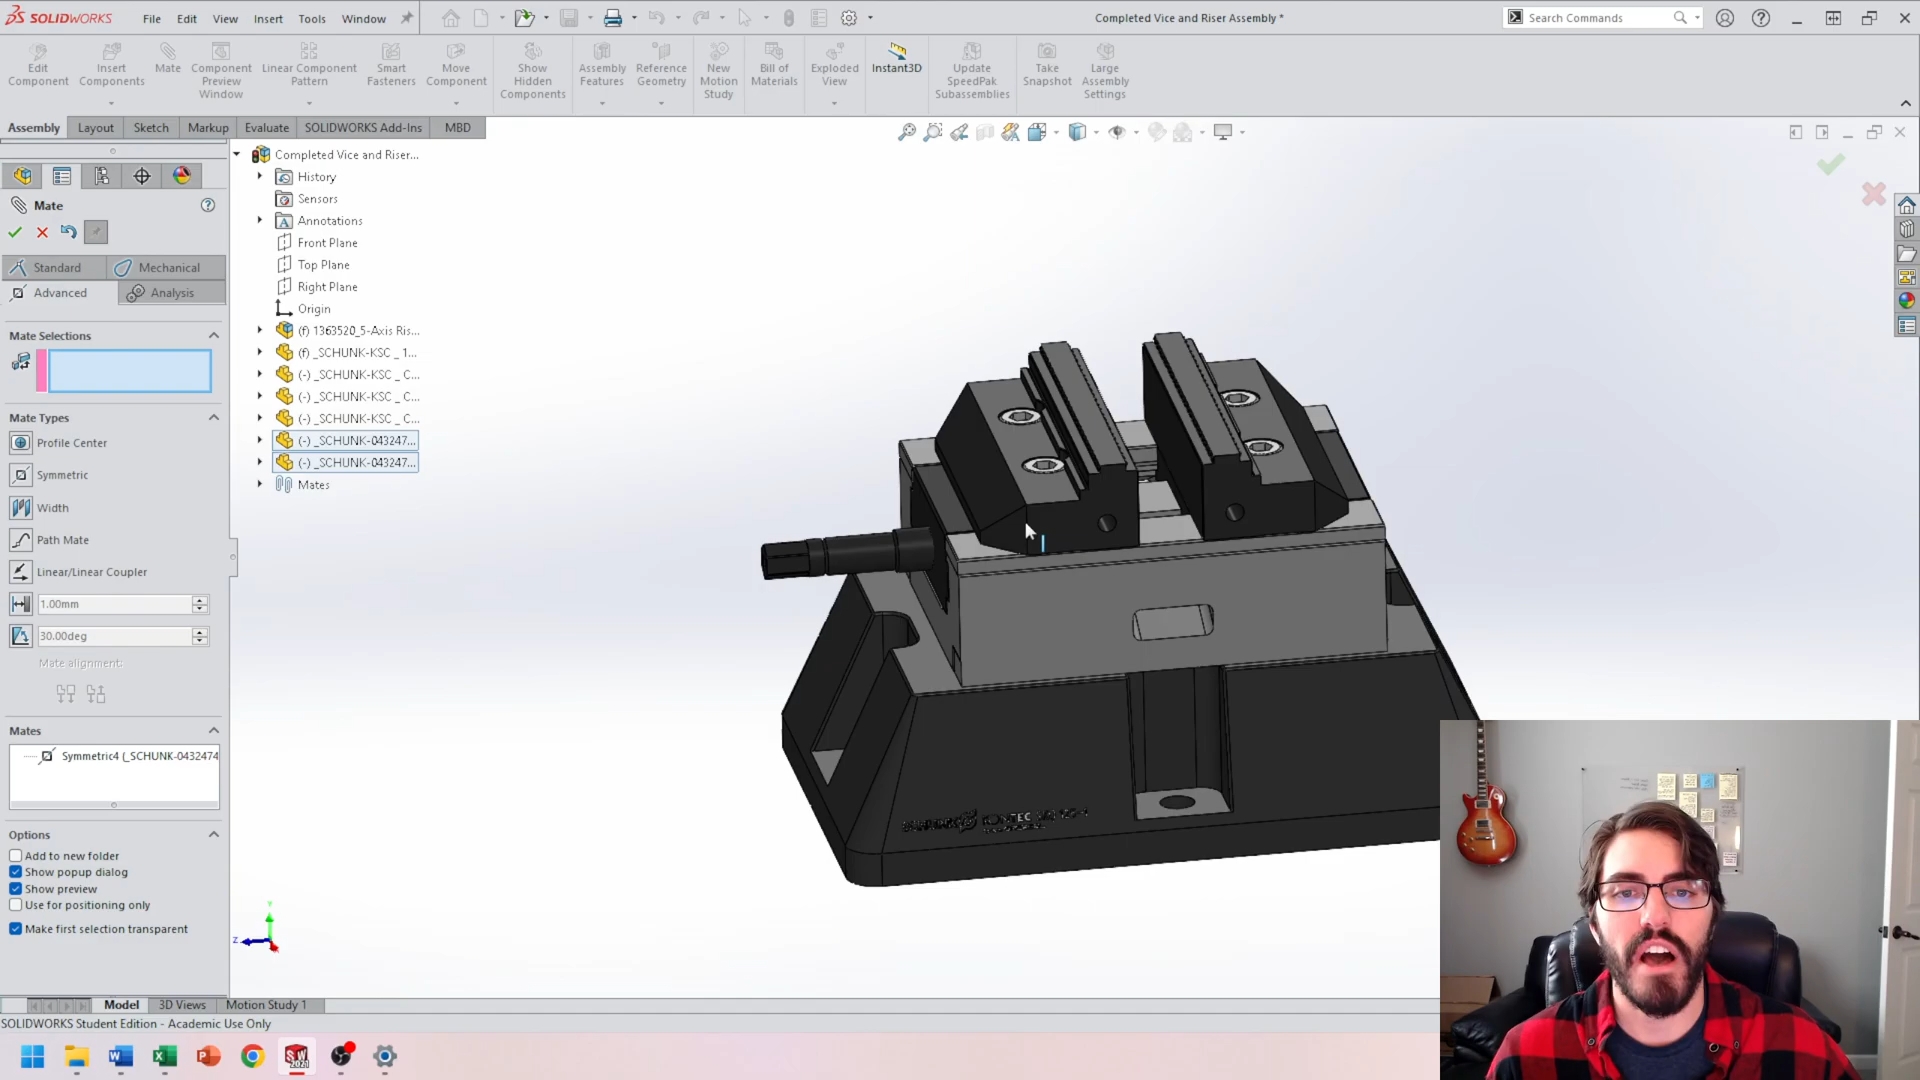 SOLIDWORKS
File
Edit
View
Insert
Tools
Window
Completed Vice and Riser Assembly *
Search Commands
Edit
Component
Insert
Components
Mate
Component
Preview
Window
Linear Component
Pattern
Smart
Fasteners
Move
Component
Show
Hidden
Components
Assembly
Features
Reference
Geometry
New
Motion
Study
Bill of
Materials
Exploded
View
Instant3D
Update
SpeedPak
Subassemblies
Take
Snapshot
Large
Assembly
Settings
Assembly
Layout
Sketch
Markup
Evaluate
SOLIDWORKS Add-Ins
MBD
Mate
Standard
Mechanical
Advanced
Analysis
Mate Selections
Mate Types
Profile Center
Symmetric
Width
Path Mate
Linear/Linear Coupler
1.00mm
30.00deg
Mate alignment:
Mates
Symmetric4 (_SCHUNK-0432474
Options
Add to new folder
Show popup dialog
Show preview
Use for positioning only
Make first selection transparent
Completed Vice and Riser...
History
Sensors
Annotations
Front Plane
Top Plane
Right Plane
Origin
(f) 1363520_5-Axis Ris...
(f) _SCHUNK-KSC _ 1...
(-) _SCHUNK-KSC _ C...
(-) _SCHUNK-KSC _ C...
(-) _SCHUNK-KSC _ C...
(-) _SCHUNK-043247...
(-) _SCHUNK-043247...
Mates
Y
Z
Model
3D Views
Motion Study 1
SOLIDWORKS Student Edition - Academic Use Only